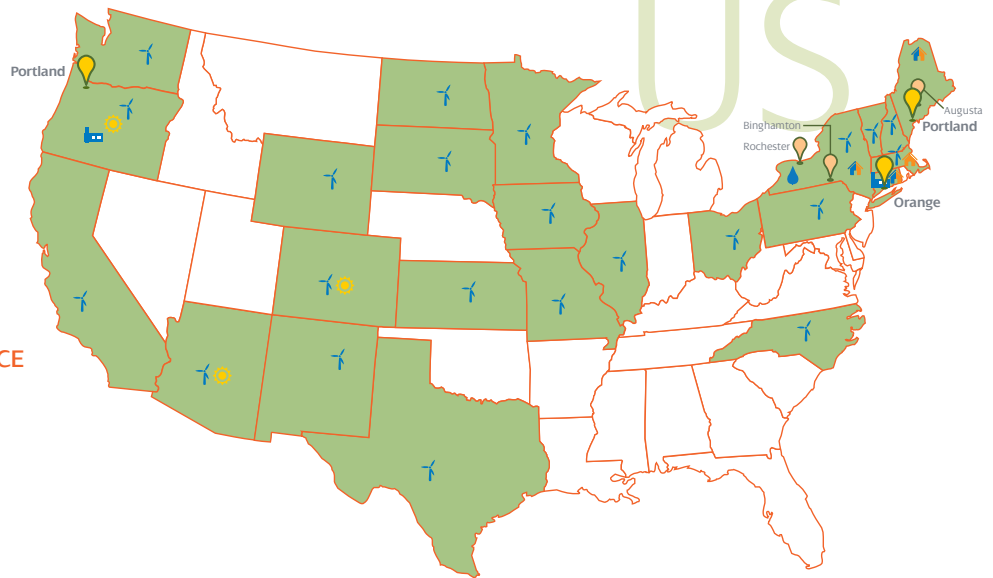 US
Portland
Augusta
Binghamton
Portland
Rochester
Orange
CE